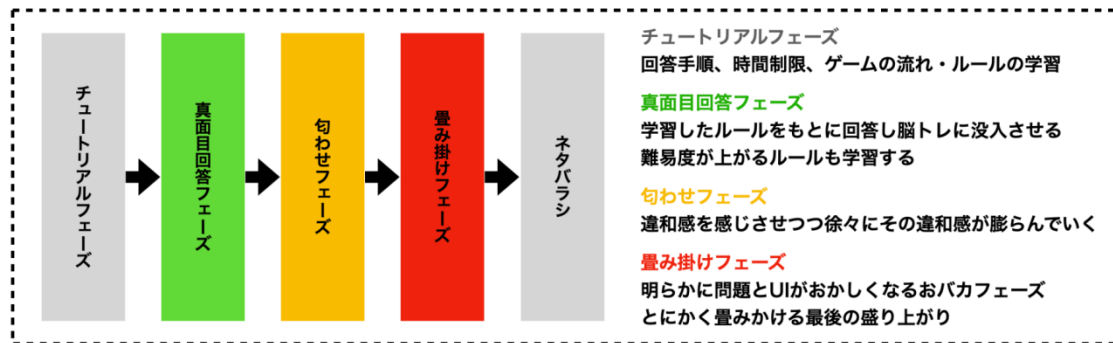 チュートリアルフェーズ
真面目回答フェーズ
匂わせフェーズ
畳み掛けフェーズ
ネタバラシ
チュートリアルフェーズ
回答手順、時間制限、ゲームの流れ・ルールの学習
真面目回答フェーズ
学習したルールをもとに回答し脳トレに没入させる
難易度が上がるルールも学習する
匂わせフェーズ
違和感を感じさせつつ徐々にその違和感が膨らんでいく
畳み掛けフェーズ
明らかに問題とUIがおかしくなるおバカフェーズ
とにかく畳みかける最後の盛り上がり